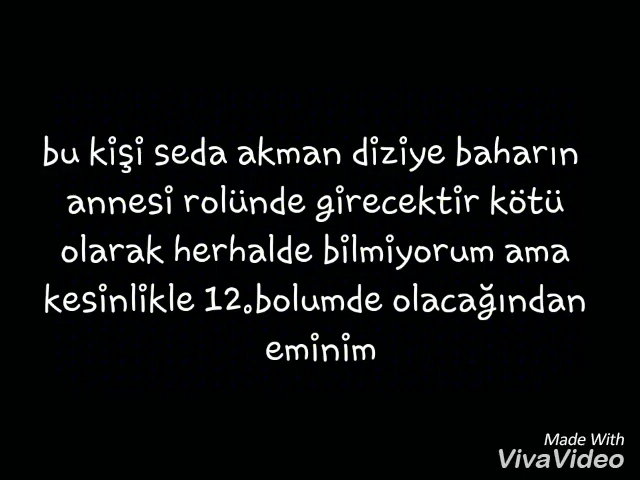 bu kişi seda akman diziye baharın
annesi rolünde girecektir kötü
olarak herhalde bilmiyorum ama
kesinlikle 12.bolumde olacağından
eminim
Made With
VivaVideo